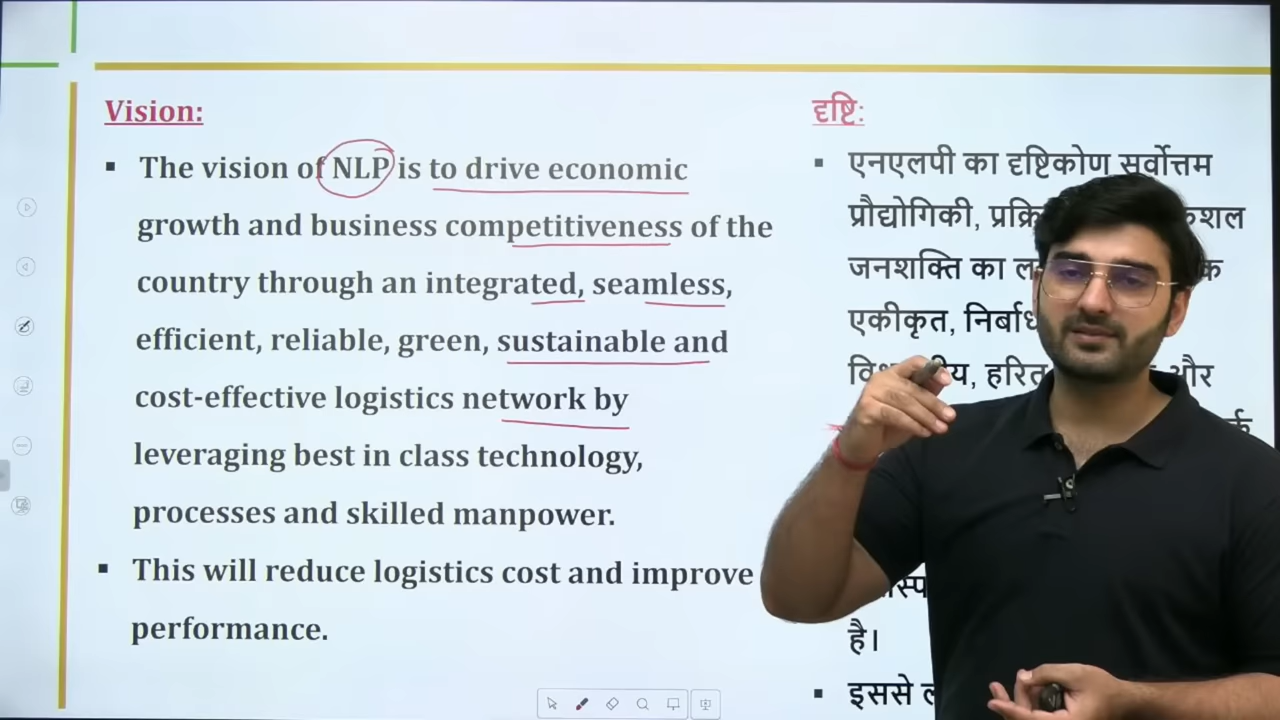 Vision:
▪ The vision of NLP is to drive economic
growth and business competitiveness of the
country through an integrated, seamless,
efficient, reliable, green, sustainable and
cost-effective logistics network by
leveraging best in class technology,
processes and skilled manpower.
▪ This will reduce logistics cost and improve
performance.
दृष्टि:
▪ एनएलपी का दृष्टिकोण सर्वोत्तम
प्रौद्योगिकी,
जनशक्ति का
एकीकृत,
हरित और
है।
▪ इससे